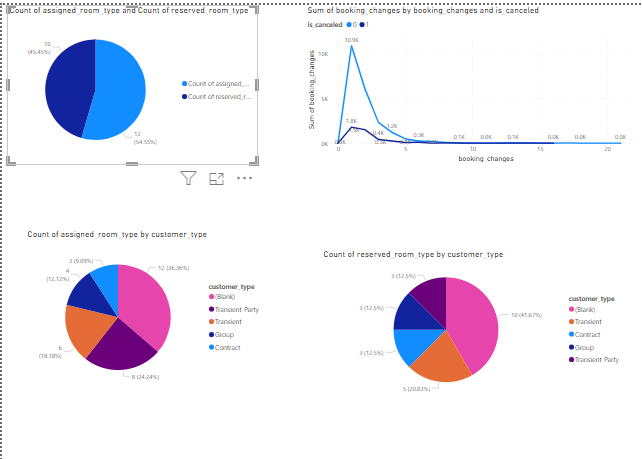 Count of assigned_room_type and Count of reserved_room_type
10
(45.45%)
12
(54.55%)
Count of assigned_...
Count of reserved_r...
Sum of booking_changes by booking_changes and is_canceled
is_canceled 0 1
Sum of booking_changes
10K
5K
0K
10.9K
1.8K
1.2K
0.4K
0.3K
0.3K
0.1K
0.0K
0.1K
0.0K
0.0K
0 5 10 15 20
booking_changes
Count of assigned_room_type by customer_type
3 (9.09%)
4
(12.12%)
6
(18.18%)
12 (36.36%)
8 (24.24%)
customer_type
(Blank)
Transient Party
Transient
Group
Contract
Count of reserved_room_type by customer_type
3 (12.5%)
3 (12.5%)
3 (12.5%)
5 (20.83%)
10 (41.67%)
customer_type
(Blank)
Transient
Contract
Group
Transient Party